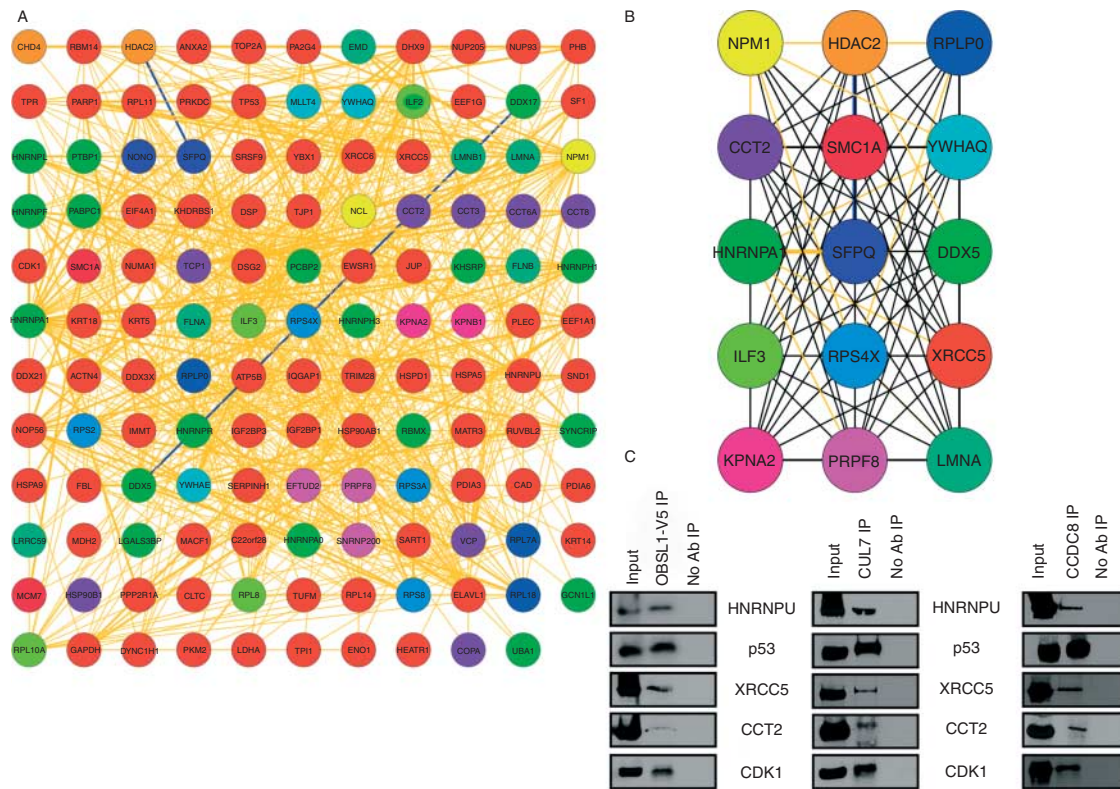 A
CHD4 RBM14 HDAC2 ANXA2 TOP2A PA2G4 EMD DHX9 NUP205 NUP93 PHB
TPR PARP1 RPL11 PRKDC TP53 MLLT4 YWHAQ ILF2 EEF1G DDX17 SF1
HNRNPL PTBP1 NONO SFPQ SRSF9 YBX1 XRCC6 XRCC5 LMNB1 LMNA NPM1
HNRNPF PABPC1 EIF4A1 KHDRBS1 DSP TJP1 NCL CCT2 CCT3 CCT6A CCT8
CDK1 SMC1A NUMA1 TCP1 DSG2 PCBP2 EWSR1 JUP KHSRP FLNB HNRNPH1
HNRNPA1 KRT18 KRT5 FLNA ILF3 RPS4X HNRNPH3 KPNA2 KPNB1 PLEC EEF1A1
DDX21 ACTN4 DDX3X RPLP0 ATP5B IQGAP1 TRIM28 HSPD1 HSPA5 HNRNPU SND1
NOP56 RPS2 IMMT HNRNPR IGF2BP3 IGF2BP1 HSP90AB1 RBMX MATR3 RUVBL2 SYNCRIP
HSPA9 FBL DDX5 YWHAE SERPINH1 EFTUD2 PRPF8 RPS3A PDIA3 CAD PDIA6
LRRC59 MDH2 LGALS3BP MACF1 C22orf28 HNRNPA0 SNRNP200 SART1 VCP RPL7A KRT14
MCM7 HSP90B1 PPP2R1A CLTC RPL8 TUFM RPL14 RPS8 ELAVL1 RPL18 GCN1L1
RPL10A GAPDH DYNC1H1 PKM2 LDHA TPI1 ENO1 HEATR1 COPA UBA1
B
NPM1 HDAC2 RPLP0
CCT2 SMC1A YWHAQ
HNRNPA1 SFPQ DDX5
ILF3 RPS4X XRCC5
KPNA2 PRPF8 LMNA
C
Input OBSL1-V5 IP No Ab IP Input CUL7 IP No Ab IP Input CCDC8 IP No Ab IP
HNRNPU HNRNPU
p53 p53
XRCC5 XRCC5
CCT2 CCT2
CDK1 CDK1